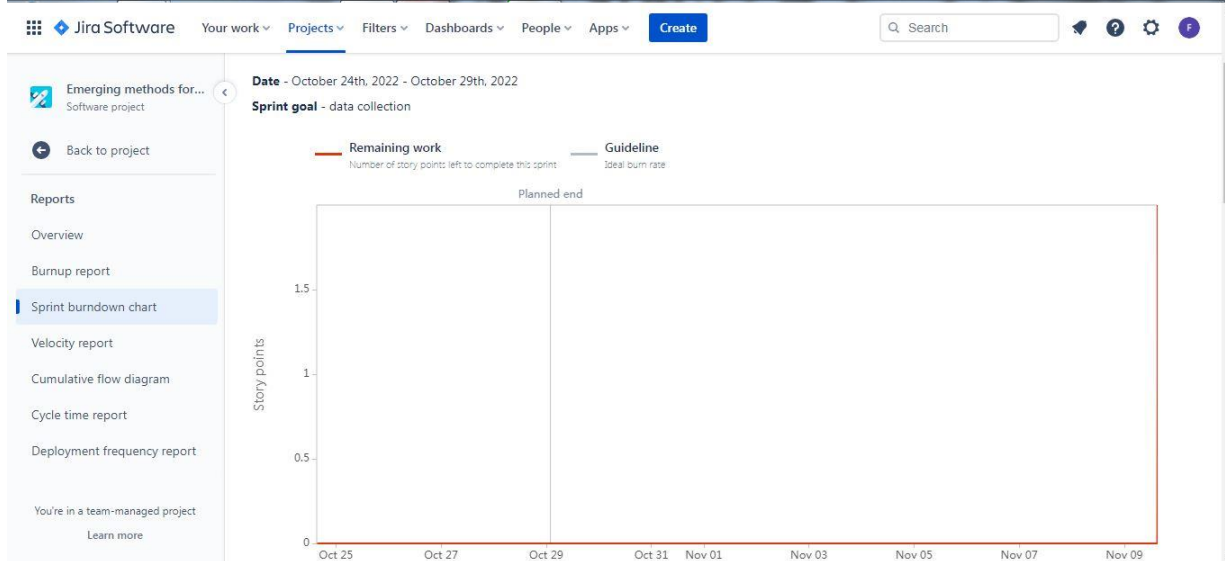 Jira Software Your work Projects Filters Dashboards People Apps Create Search F
Emerging methods for...
Software project
Back to project
Reports
Overview
Burnup report
Sprint burndown chart
Velocity report
Cumulative flow diagram
Cycle time report
Deployment frequency report
You're in a team-managed project
Learn more
Date - October 24th, 2022 - October 29th, 2022
Sprint goal - data collection
Remaining work
Number of story points left to complete this sprint
Guideline
Ideal burn rate
Planned end
Story points
1.5
1
0.5
0
Oct 25 Oct 27 Oct 29 Oct 31 Nov 01 Nov 03 Nov 05 Nov 07 Nov 09